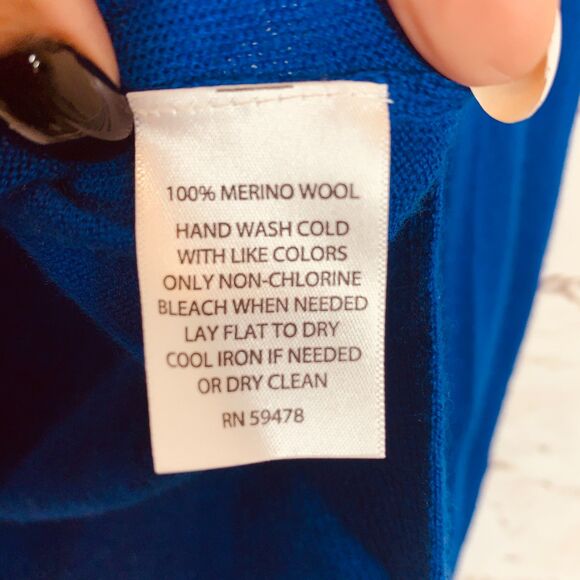 100% MERINO WOOL
HAND WASH COLD
WITH LIKE COLORS
ONLY NON-CHLORINE
BLEACH WHEN NEEDED
LAY FLAT TO DRY
COOL IRON IF NEEDED
OR DRY CLEAN
RN 59478